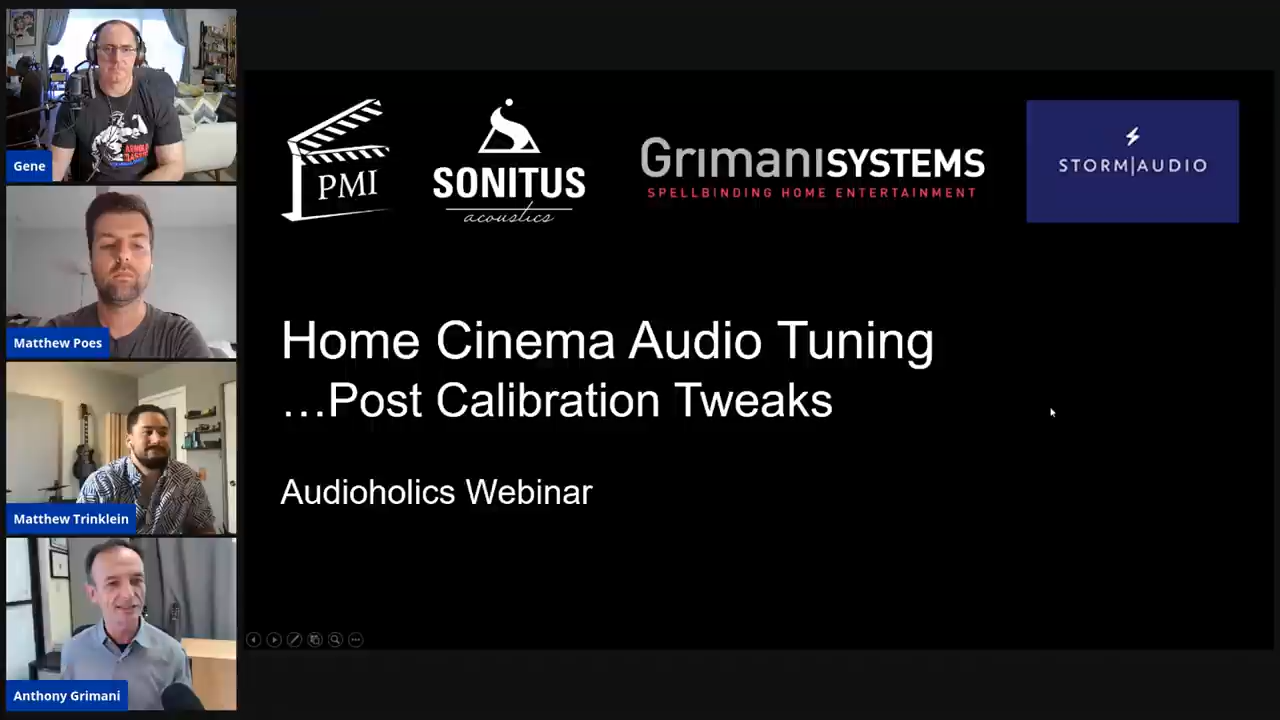 Gene
Matthew Poes
Matthew Trinklein
Anthony Grimani
PMI
SONITUS
acoustics
GrimaniSYSTEMS
SPELLBINDING HOME ENTERTAINMENT
STORM|AUDIO
Home Cinema Audio Tuning
…Post Calibration Tweaks
Audioholics Webinar